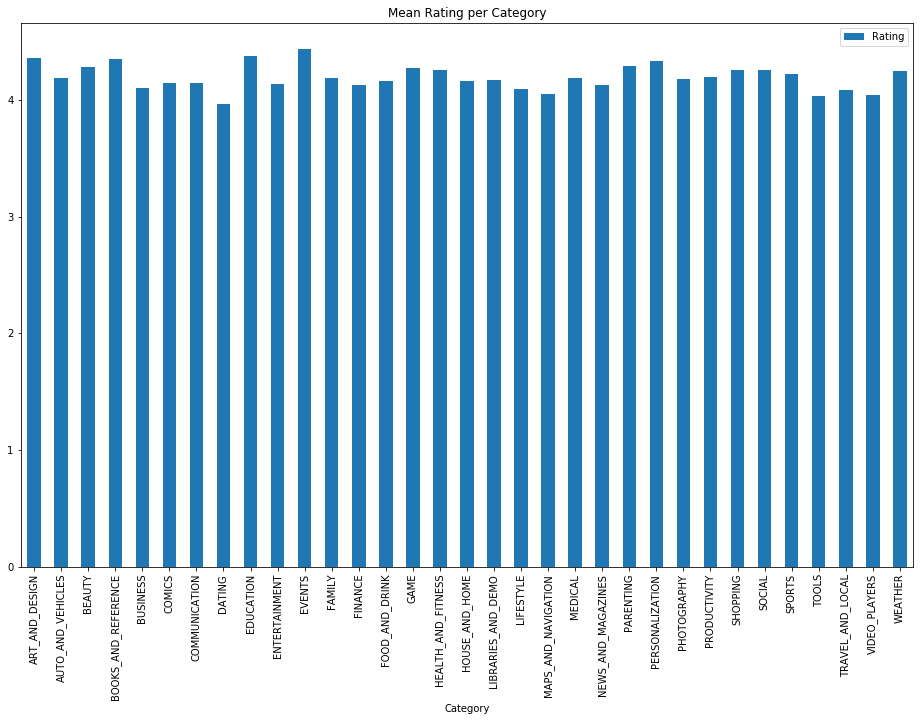 Mean Rating per Category
Rating
4
3
2
1
0
ART_AND_DESIGN
AUTO_AND_VEHICLES
BEAUTY
BOOKS_AND_REFERENCE
BUSINESS
COMICS
COMMUNICATION
DATING
EDUCATION
ENTERTAINMENT
EVENTS
FAMILY
FINANCE
FOOD_AND_DRINK
GAME
HEALTH_AND_FITNESS
HOUSE_AND_HOME
LIBRARIES_AND_DEMO
LIFESTYLE
MAPS_AND_NAVIGATION
MEDICAL
NEWS_AND_MAGAZINES
PARENTING
PERSONALIZATION
PHOTOGRAPHY
PRODUCTIVITY
SHOPPING
SOCIAL
SPORTS
TOOLS
TRAVEL_AND_LOCAL
VIDEO_PLAYERS
WEATHER
Category